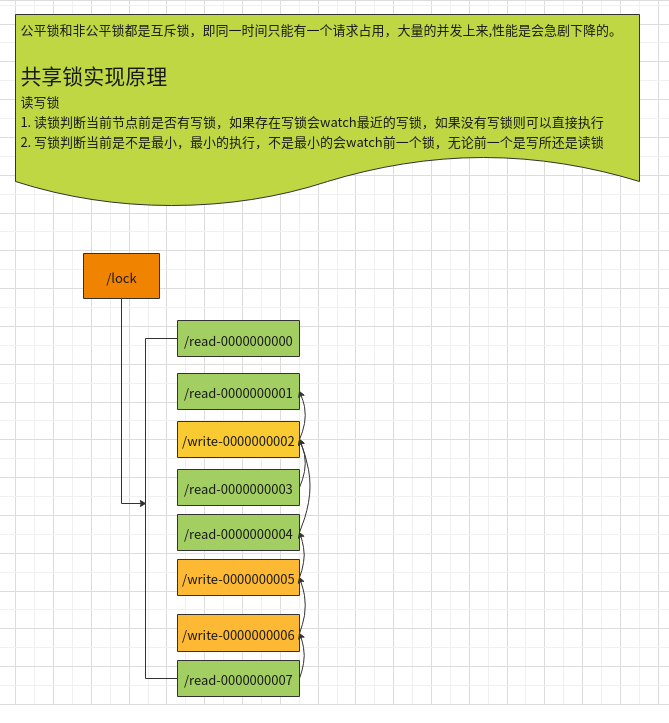 公平锁和非公平锁都是互斥锁，即同一时间只能有一个请求占用，大量的并发上来,性能是会急剧下降的。
共享锁实现原理
读写锁
1. 读锁判断当前节点前是否有写锁，如果存在写锁会watch最近的写锁，如果没有写锁则可以直接执行
2. 写锁判断当前是不是最小，最小的执行，不是最小的会watch前一个锁，无论前一个是写所还是读锁
/lock
/read-0000000000
/read-0000000001
/write-0000000002
/read-0000000003
/read-0000000004
/write-0000000005
/write-0000000006
/read-0000000007